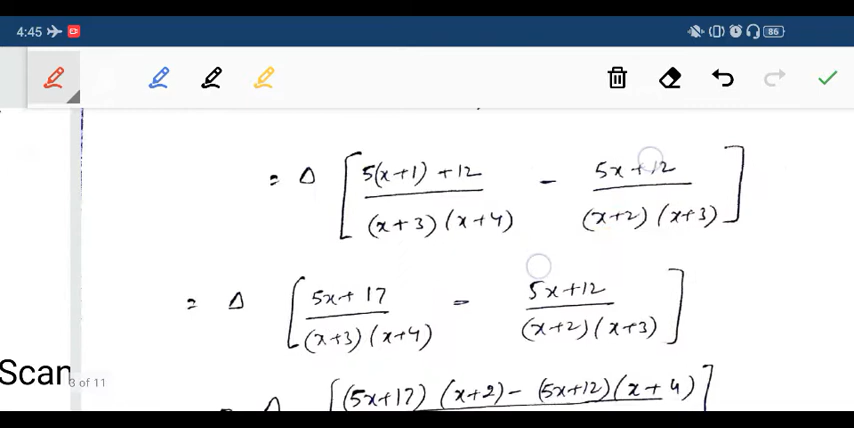 4:45
86
= Δ [ 5(x+1) +12 / (x+3) (x+4) - 5x+12 / (x+2) (x+3) ]
= Δ [ 5x+17 / (x+3) (x+4) - 5x+12 / (x+2) (x+3) ]
[ (5x+17) (x+2) - (5x+12) (x+4) ]
Scan
3 of 11